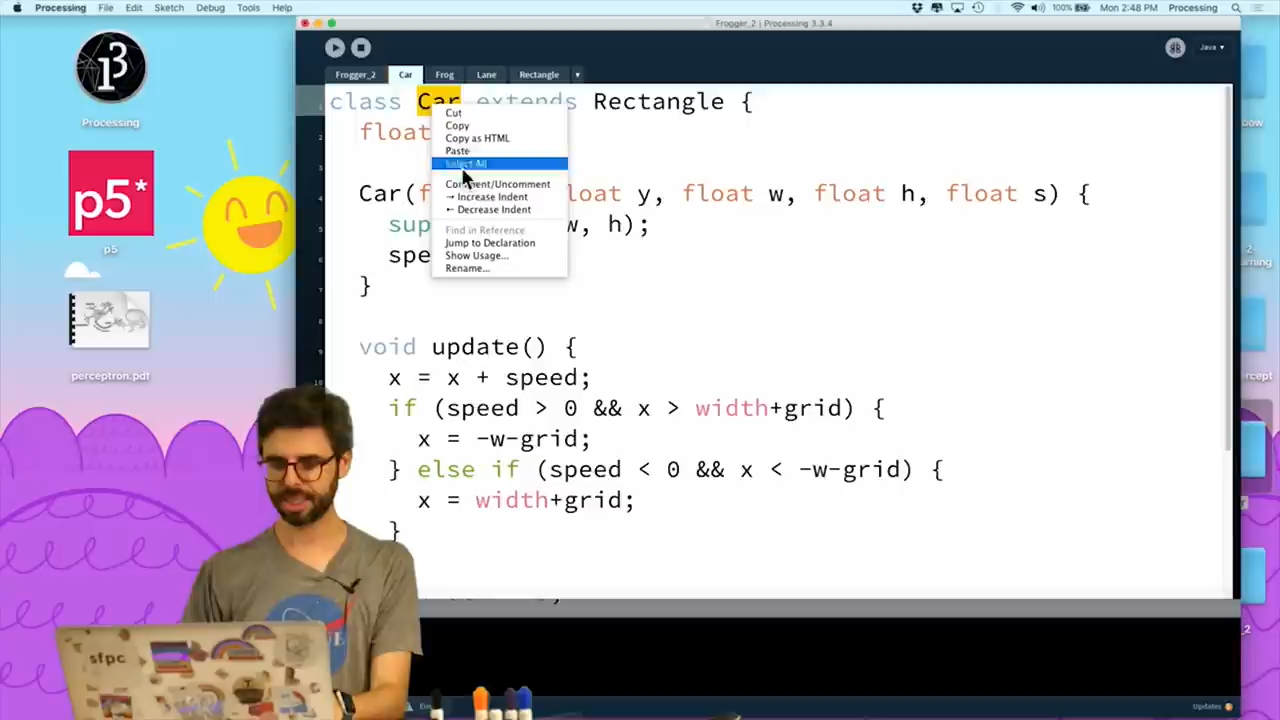 Processing File Edit Sketch Debug Tools Help
100% Mon 2:48 PM Processing
Frogger_2 | Processing 3.3.4
Java ▾
Frogger_2 Car Frog Lane Rectangle ▾
class Car extends Rectangle {
float
Car(f float y, float w, float h, float s) {
sup w, h);
spe
}
void update() {
x = x + speed;
if (speed > 0 && x > width+grid) {
x = -w-grid;
} else if (speed < 0 && x < -w-grid) {
x = width+grid;
}
Cut
Copy
Copy as HTML
Paste
Select All
Comment/Uncomment
→ Increase Indent
← Decrease Indent
Find in Reference
Jump to Declaration
Show Usage...
Rename...
Processing
p5*
p5
perceptron.pdf
sfpc
Updates